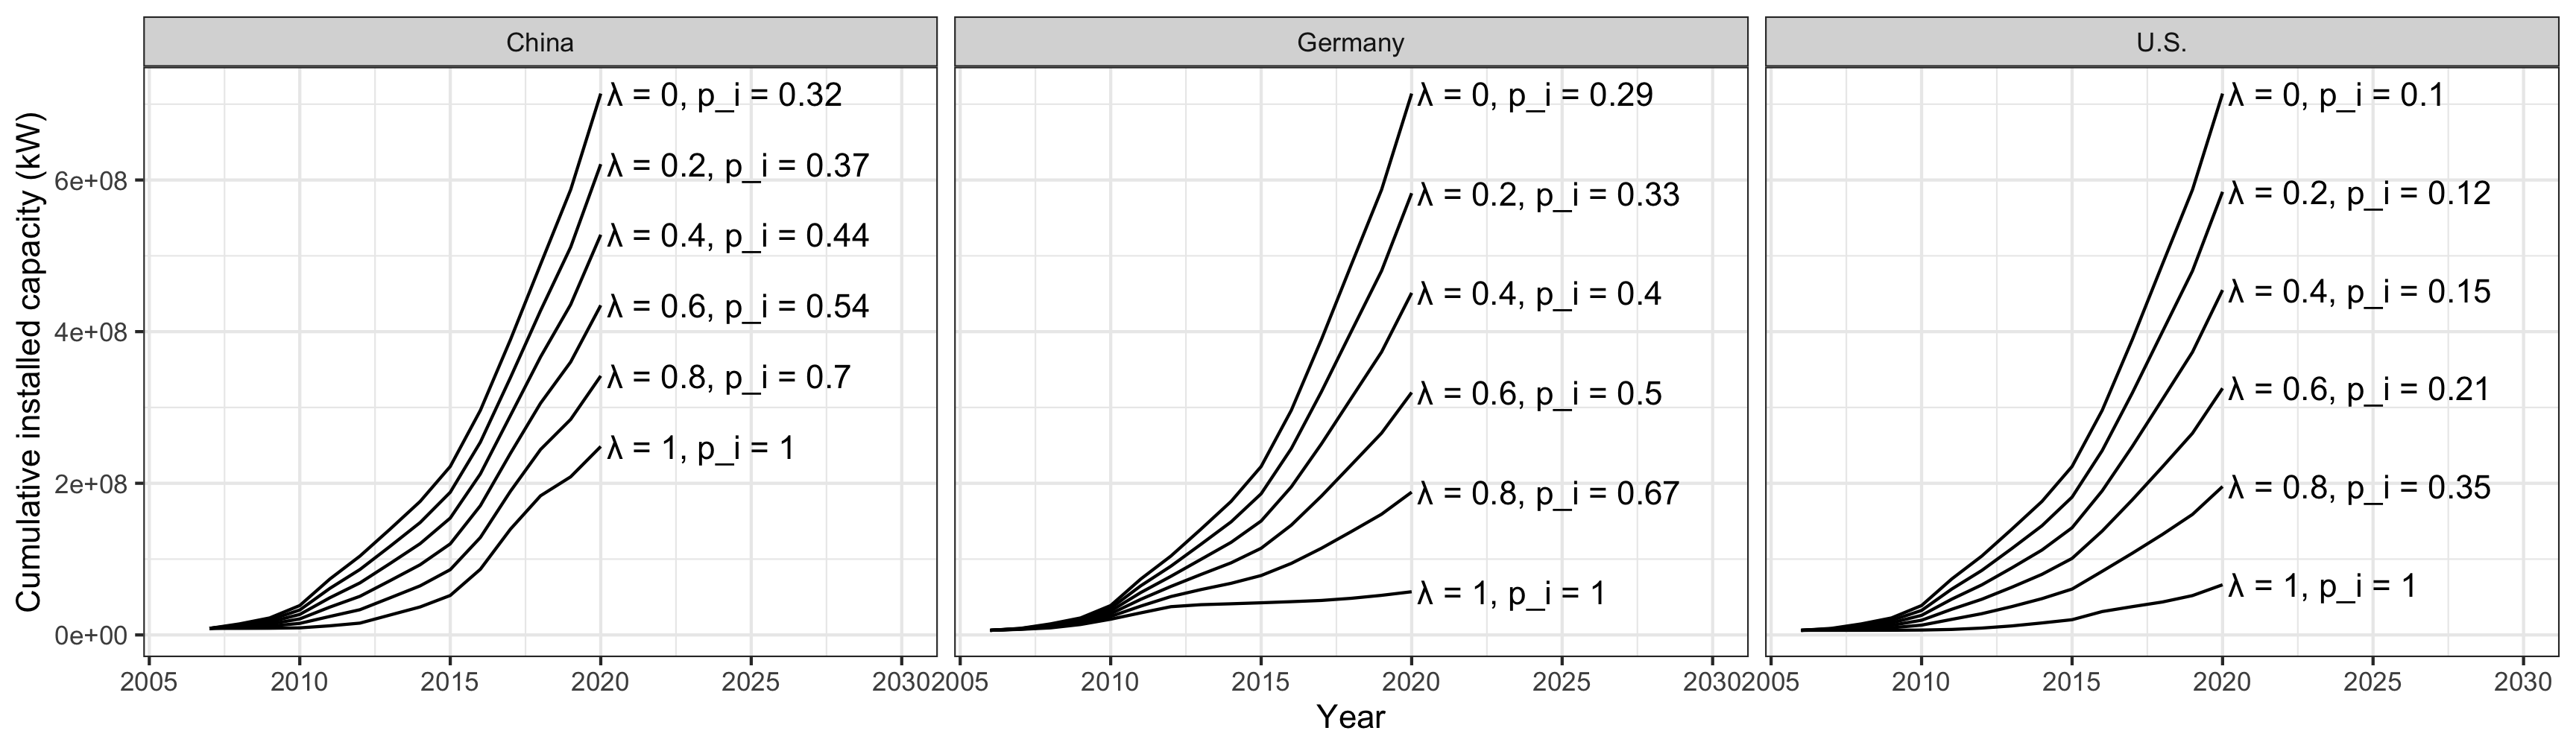 China
Germany
U.S.
Cumulative installed capacity (kW)
6e+08
4e+08
2e+08
0e+00
λ = 0, p_i = 0.32
λ = 0.2, p_i = 0.37
λ = 0.4, p_i = 0.44
λ = 0.6, p_i = 0.54
λ = 0.8, p_i = 0.7
λ = 1, p_i = 1
λ = 0, p_i = 0.29
λ = 0.2, p_i = 0.33
λ = 0.4, p_i = 0.4
λ = 0.6, p_i = 0.5
λ = 0.8, p_i = 0.67
λ = 1, p_i = 1
λ = 0, p_i = 0.1
λ = 0.2, p_i = 0.12
λ = 0.4, p_i = 0.15
λ = 0.6, p_i = 0.21
λ = 0.8, p_i = 0.35
λ = 1, p_i = 1
2005 2010 2015 2020 2025 2030
2005 2010 2015 2020 2025 2030
2005 2010 2015 2020 2025 2030
Year